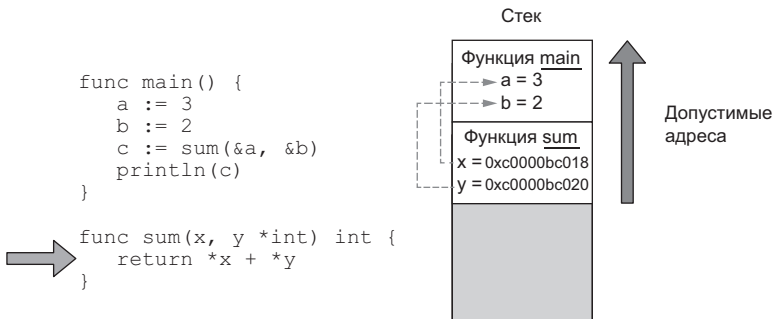 func main() {
    a := 3
    b := 2
    c := sum(&a, &b)
    println(c)
}
func sum(x, y *int) int {
    return *x + *y
}
Стек
Функция main
a = 3
b = 2
Функция sum
x = 0xc0000bc018
y = 0xc0000bc020
Допустимые
адреса